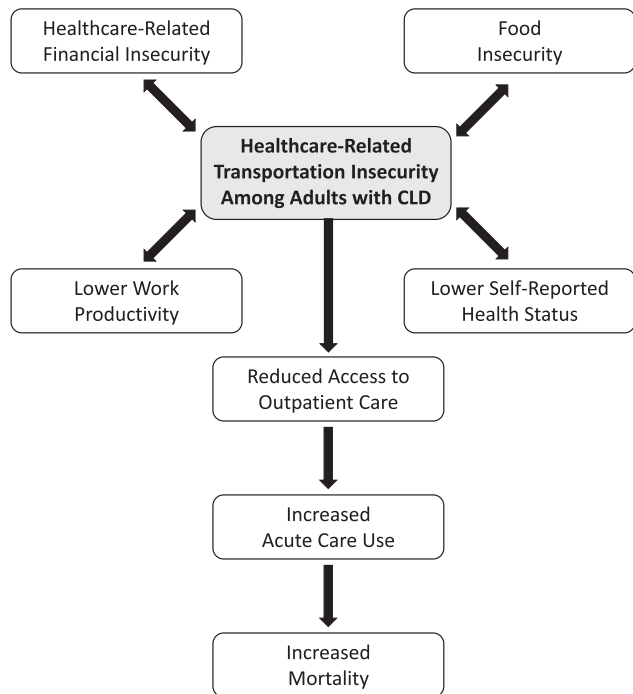 Healthcare-Related
Financial Insecurity
Food
Insecurity
Healthcare-Related
Transportation Insecurity
Among Adults with CLD
Lower Work
Productivity
Lower Self-Reported
Health Status
Reduced Access to
Outpatient Care
Increased
Acute Care Use
Increased
Mortality